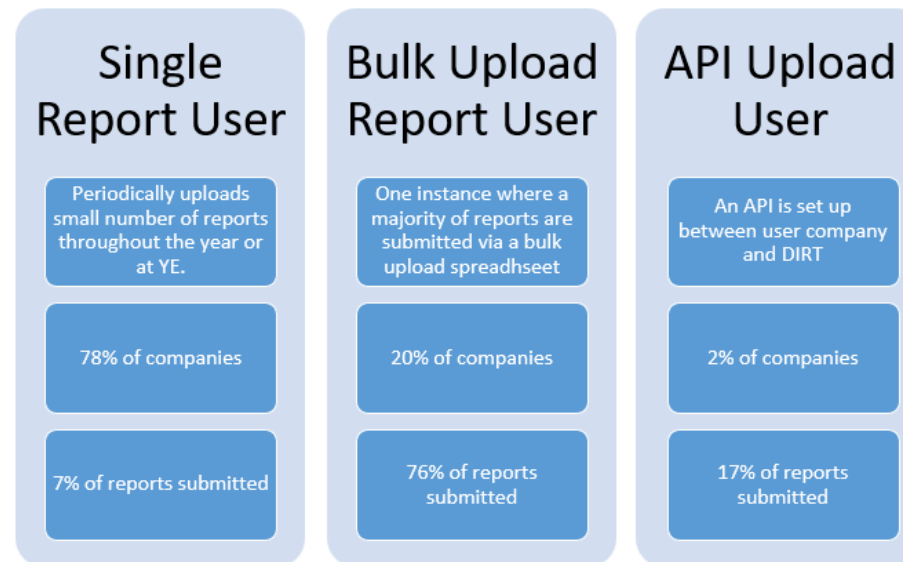 Single
Report User
Periodically uploads
small number of reports
throughout the year or
at YE.
78% of companies
7% of reports submitted
Bulk Upload
Report User
One instance where a
majority of reports are
submitted via a bulk
upload spreadhseet
20% of companies
76% of reports
submitted
API Upload
User
An API is set up
between user company
and DIRT
2% of companies
17% of reports
submitted